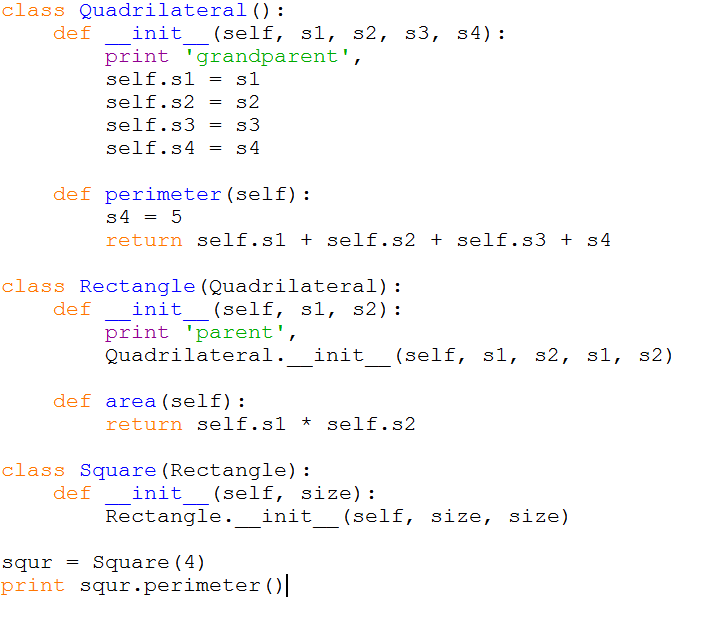 class Quadrilateral():
    def __init__(self, s1, s2, s3, s4):
        print 'grandparent',
        self.s1 = s1
        self.s2 = s2
        self.s3 = s3
        self.s4 = s4

    def perimeter(self):
        s4 = 5
        return self.s1 + self.s2 + self.s3 + s4

class Rectangle(Quadrilateral):
    def __init__(self, s1, s2):
        print 'parent',
        Quadrilateral.__init__(self, s1, s2, s1, s2)

    def area(self):
        return self.s1 * self.s2

class Square(Rectangle):
    def __init__(self, size):
        Rectangle.__init__(self, size, size)

squr = Square(4)
print squr.perimeter()